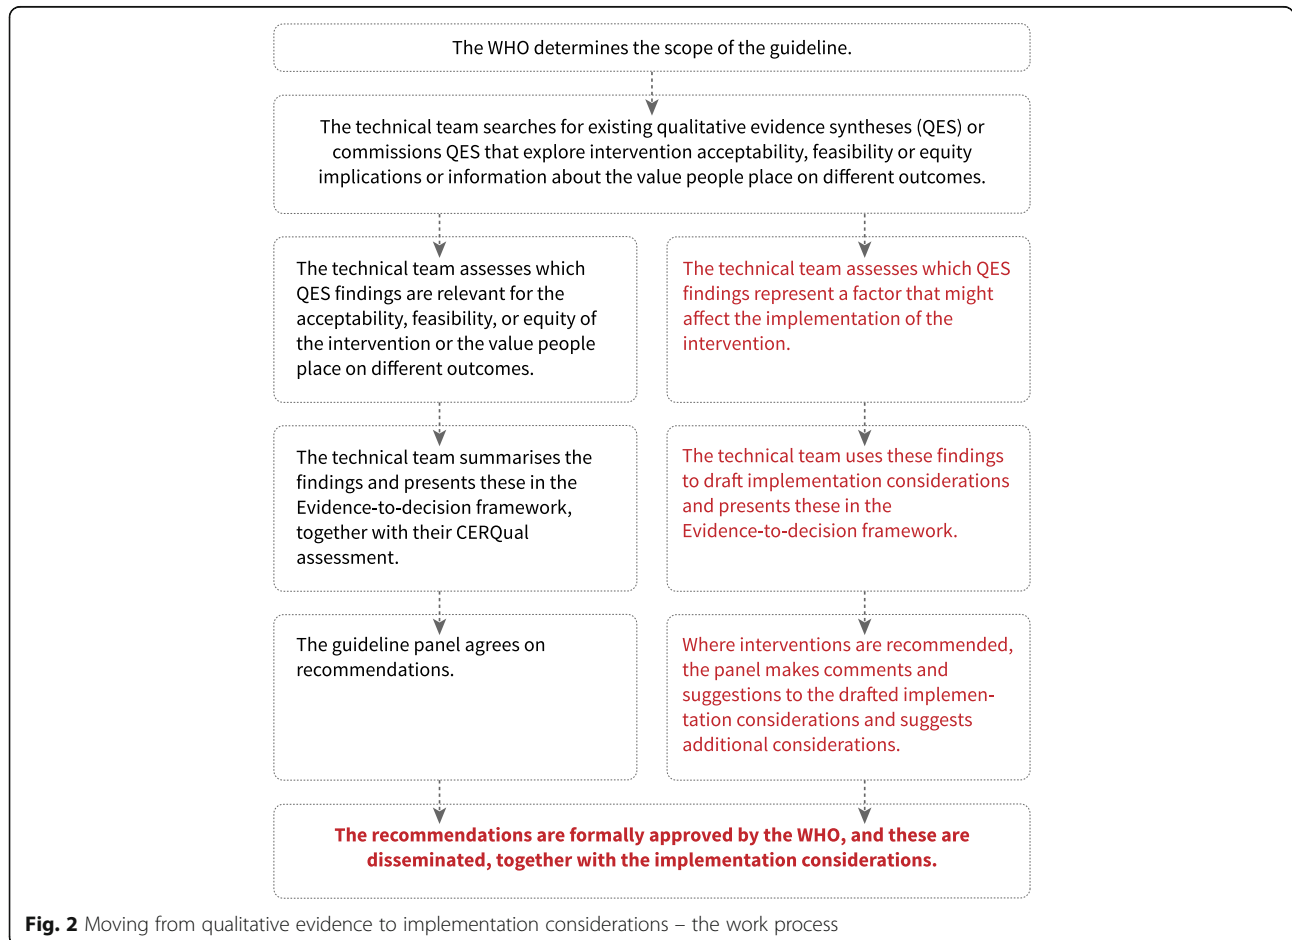 The WHO determines the scope of the guideline.
The technical team searches for existing qualitative evidence syntheses (QES) or
commissions QES that explore intervention acceptability, feasibility or equity
implications or information about the value people place on different outcomes.
The technical team assesses which
QES findings are relevant for the
acceptability, feasibility, or equity of
the intervention or the value people
place on different outcomes.
The technical team assesses which QES
findings represent a factor that might
affect the implementation of the
intervention.
The technical team summarises the
findings and presents these in the
Evidence-to-decision framework,
together with their CERQual
assessment.
The technical team uses these findings
to draft implementation considerations
and presents these in the
Evidence-to-decision framework.
The guideline panel agrees on
recommendations.
Where interventions are recommended,
the panel makes comments and
suggestions to the drafted implemen-
tation considerations and suggests
additional considerations.
The recommendations are formally approved by the WHO, and these are
disseminated, together with the implementation considerations.
Fig. 2 Moving from qualitative evidence to implementation considerations – the work process